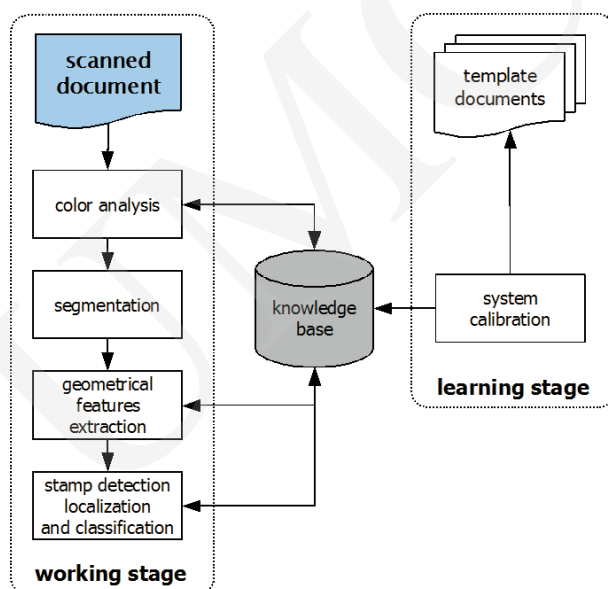 scanned
document
color analysis
segmentation
geometrical
features
extraction
stamp detection
localization
and classification
working stage
knowledge
base
template
documents
system
calibration
learning stage
UMC